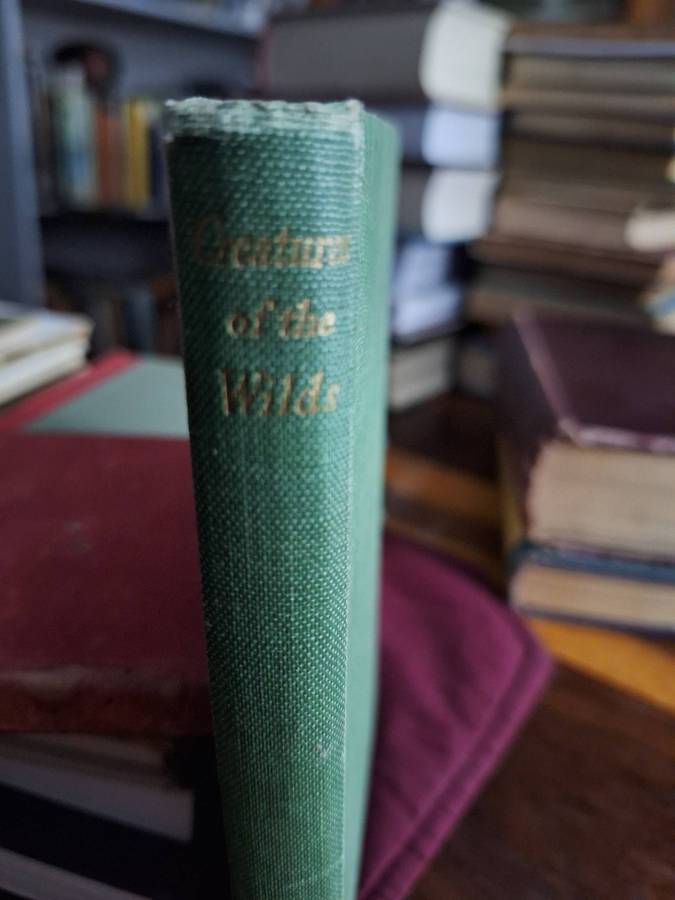 Creatures
of the
Wilds